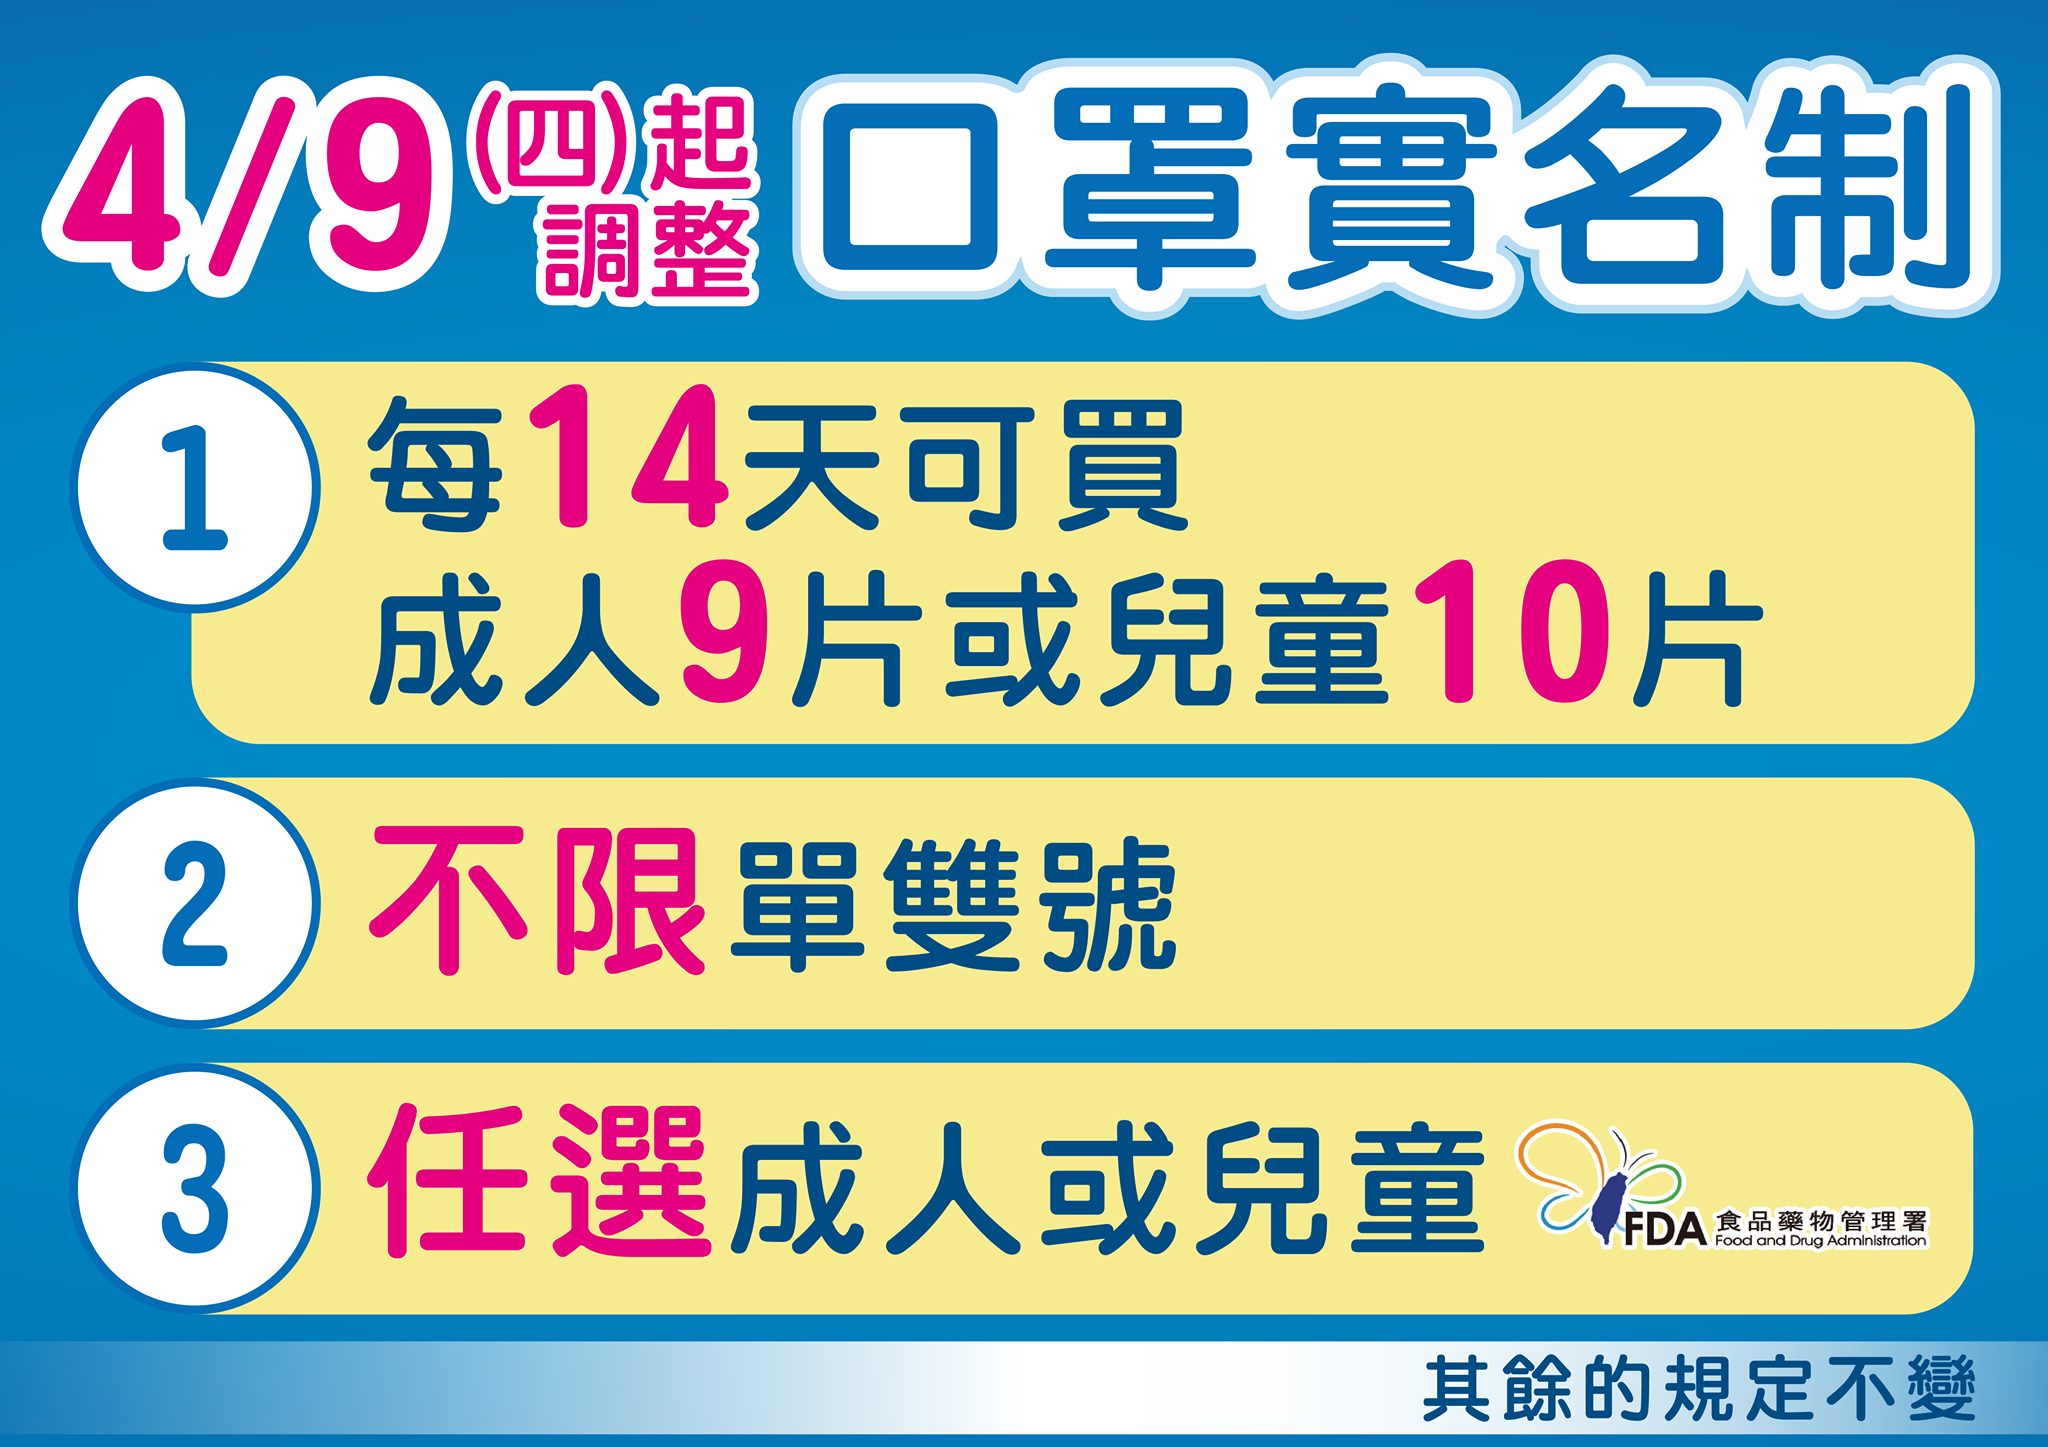 4/9(四)起調整 口罩實名制
1
每14天可買
成人9片或兒童10片
2
不限單雙號
3
任選成人或兒童
FDA 食品藥物管理署
Food and Drug Administration
其餘的規定不變